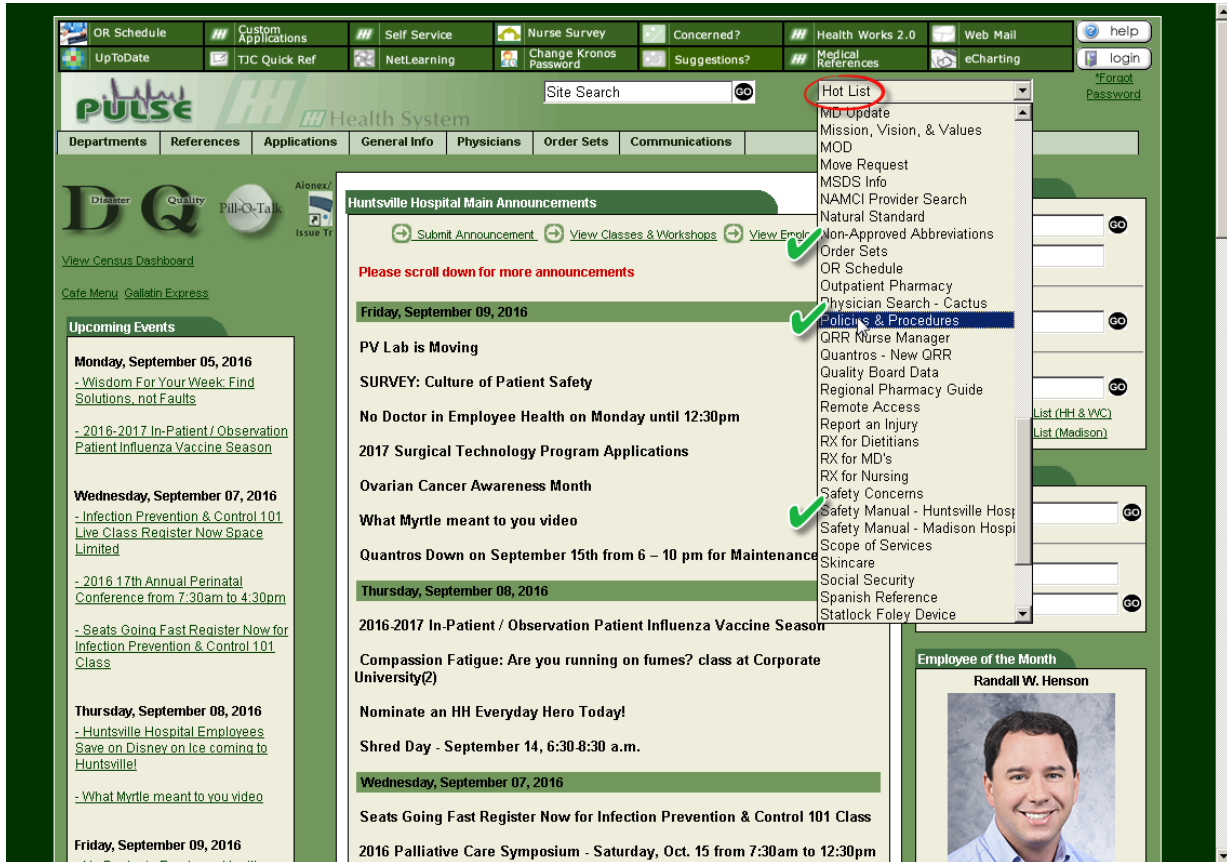 OR Schedule
Custom Applications
Self Service
Nurse Survey
Concerned?
Health Works 2.0
Web Mail
help
UpToDate
TJC Quick Ref
NetLearning
Change Kronos Password
Suggestions?
Medical References
eCharting
login
*Forgot
Password
PULSE
Health System
Site Search
GO
Hot List
Departments
References
Applications
General Info
Physicians
Order Sets
Communications
Disaster
D
Quality
Q
Pill-O-Talk
Aionex/
Issue Tr
View Census Dashboard
Cafe Menu Gallatin Express
Upcoming Events
Monday, September 05, 2016
- Wisdom For Your Week: Find
Solutions, not Faults
- 2016-2017 In-Patient / Observation
Patient Influenza Vaccine Season
Wednesday, September 07, 2016
- Infection Prevention & Control 101
Live Class Register Now Space
Limited
- 2016 17th Annual Perinatal
Conference from 7:30am to 4:30pm
- Seats Going Fast Register Now for
Infection Prevention & Control 101
Class
Thursday, September 08, 2016
- Huntsville Hospital Employees
Save on Disney on Ice coming to
Huntsville!
- What Myrtle meant to you video
Friday, September 09, 2016
Huntsville Hospital Main Announcements
Submit Announcement
View Classes & Workshops
View Emplo
Please scroll down for more announcements
Friday, September 09, 2016
PV Lab is Moving
SURVEY: Culture of Patient Safety
No Doctor in Employee Health on Monday until 12:30pm
2017 Surgical Technology Program Applications
Ovarian Cancer Awareness Month
What Myrtle meant to you video
Quantros Down on September 15th from 6 – 10 pm for Maintenance
Thursday, September 08, 2016
2016-2017 In-Patient / Observation Patient Influenza Vaccine Season
Compassion Fatigue: Are you running on fumes? class at Corporate
University(2)
Nominate an HH Everyday Hero Today!
Shred Day - September 14, 6:30-8:30 a.m.
Wednesday, September 07, 2016
Seats Going Fast Register Now for Infection Prevention & Control 101 Class
2016 Palliative Care Symposium - Saturday, Oct. 15 from 7:30am to 12:30pm
MD Update
Mission, Vision, & Values
MOD
Move Request
MSDS Info
NAMCI Provider Search
Natural Standard
Non-Approved Abbreviations
Order Sets
OR Schedule
Outpatient Pharmacy
Physician Search - Cactus
Policies & Procedures
QRR Nurse Manager
Quantros - New QRR
Quality Board Data
Regional Pharmacy Guide
Remote Access
Report an Injury
RX for Dietitians
RX for MD's
RX for Nursing
Safety Concerns
Safety Manual - Huntsville Hosp
Safety Manual - Madison Hospi
Scope of Services
Skincare
Social Security
Spanish Reference
Statlock Foley Device
GO
GO
GO
List (HH & WC)
List (Madison)
GO
GO
Employee of the Month
Randall W. Henson